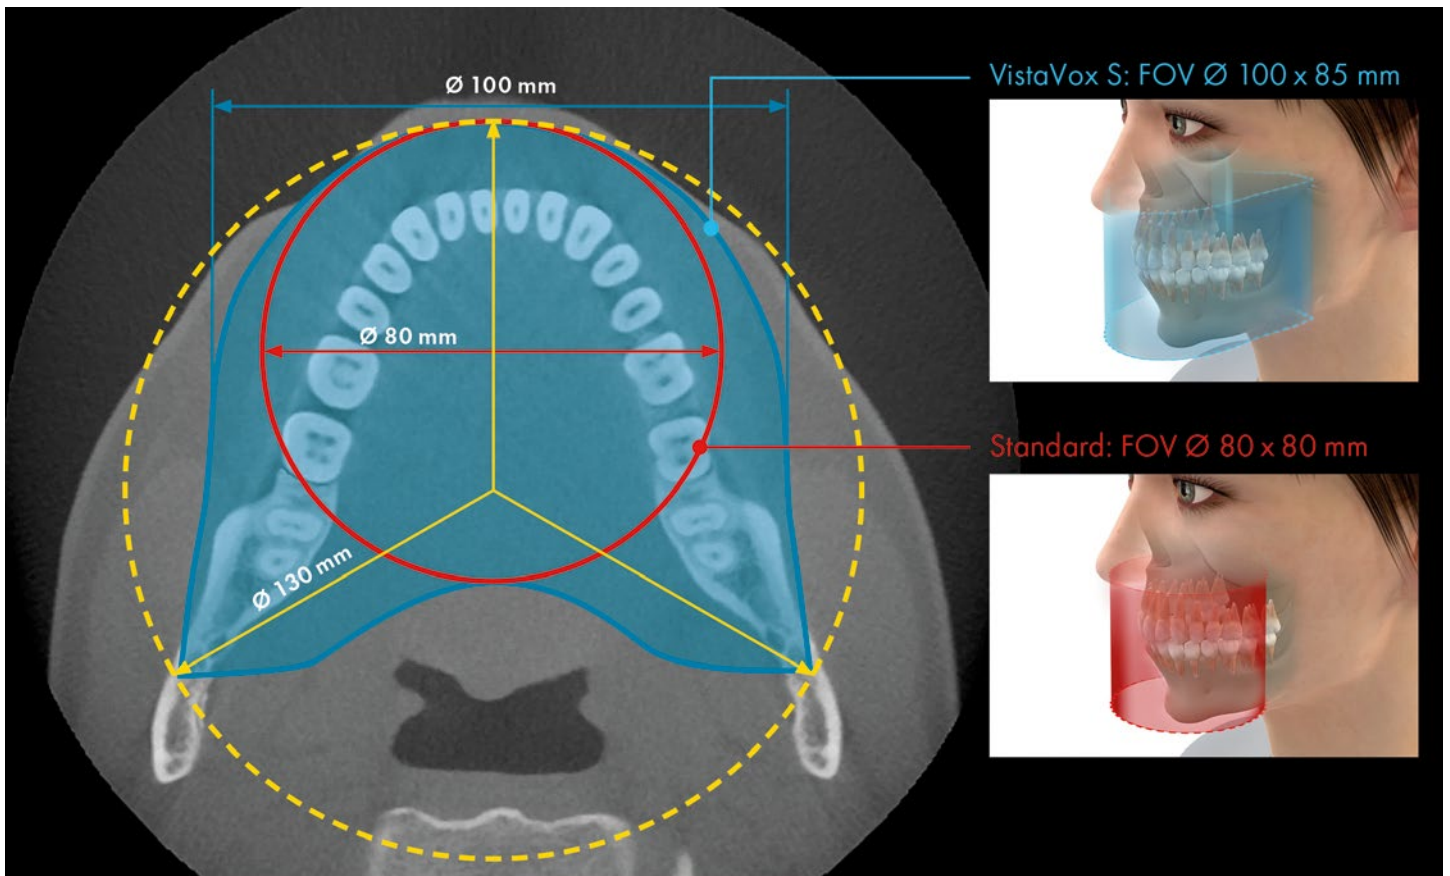 Ø 100 mm
VistaVox S: FOV Ø 100 x 85 mm
Ø 80 mm
Standard: FOV Ø 80 x 80 mm
Ø 130 mm